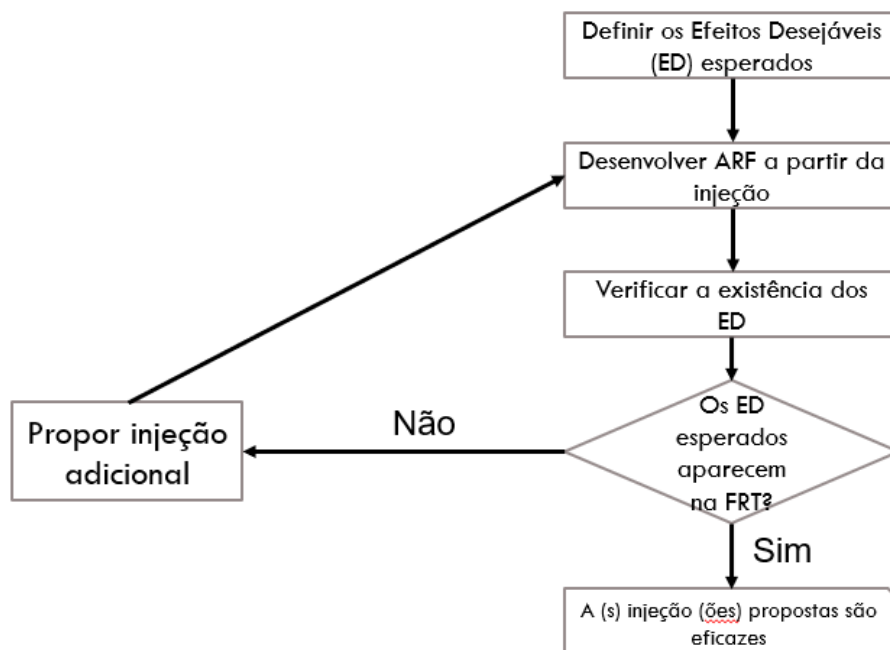 Definir os Efeitos Desejáveis
(ED) esperados
Desenvolver ARF a partir da
injeção
Verificar a existência dos
ED
Os ED
esperados
aparecem
na FRT?
Não
Propor injeção
adicional
Sim
A (s) injeção (ões) propostas são
eficazes